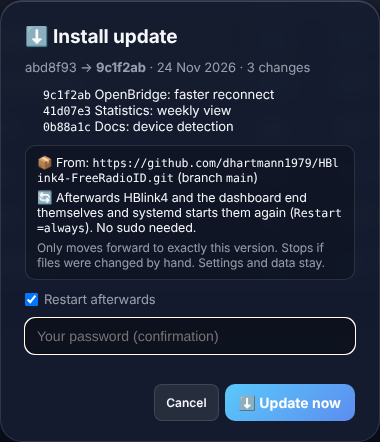 ⬇️ Install update
abd8f93 → 9c1f2ab · 24 Nov 2026 · 3 changes
9c1f2ab OpenBridge: faster reconnect
41d07e3 Statistics: weekly view
0b88a1c Docs: device detection
📦 From: https://github.com/dhartmann1979/HBl
ink4-FreeRadioID.git (branch main)
🔄 Afterwards HBlink4 and the dashboard end
themselves and systemd starts them again (Restart
=always). No sudo needed.
Only moves forward to exactly this version. Stops if
files were changed by hand. Settings and data stay.
Restart afterwards
Your password (confirmation)
Cancel
⬇️ Update now